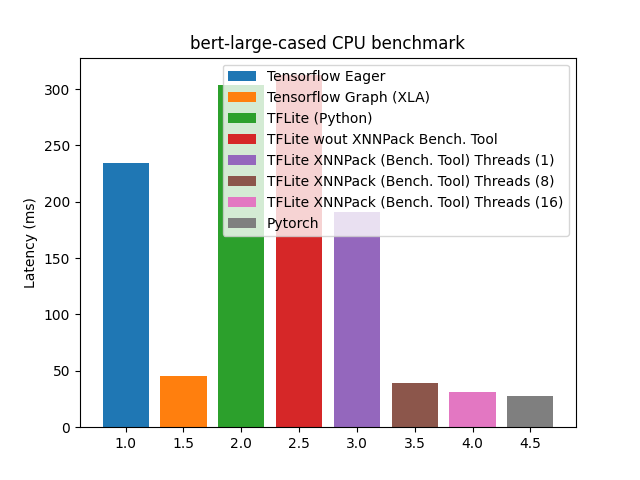 bert-large-cased CPU benchmark
Latency (ms)
300
250
200
150
100
50
0
Tensorflow Eager
Tensorflow Graph (XLA)
TFLite (Python)
TFLite wout XNNPack Bench. Tool
TFLite XNNPack (Bench. Tool) Threads (1)
TFLite XNNPack (Bench. Tool) Threads (8)
TFLite XNNPack (Bench. Tool) Threads (16)
Pytorch
1.0 1.5 2.0 2.5 3.0 3.5 4.0 4.5